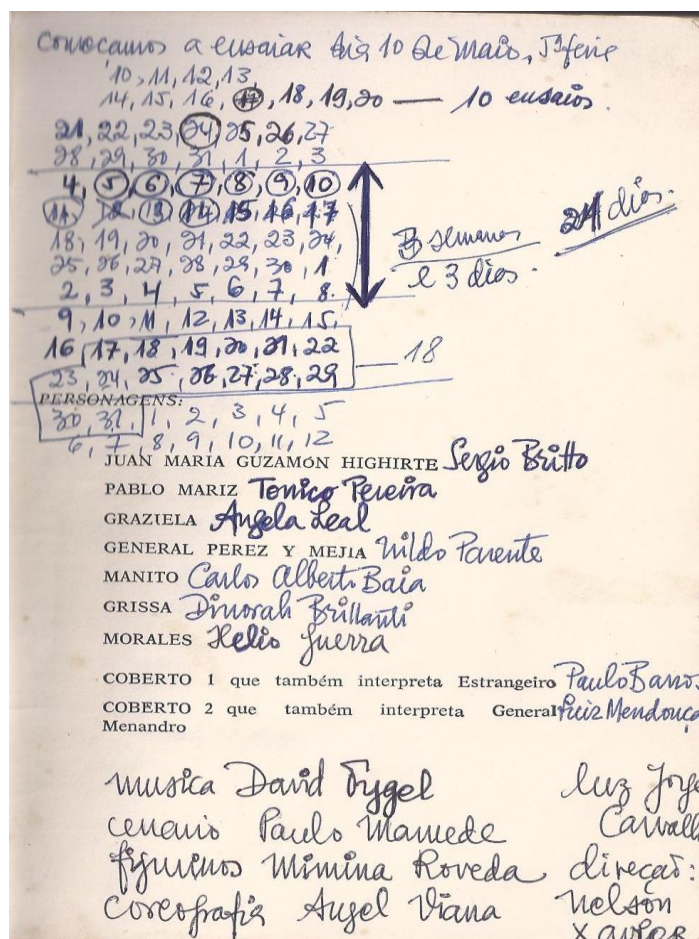 Convocamos a ensaiar dia 10 de maio, 5ª feira
10, 11, 12, 13,
14, 15, 16, 17, 18, 19, 20 — 10 ensaios.
21, 22, 23, 24, 25, 26, 27
28, 29, 30, 31, 1, 2, 3
4, 5, 6, 7, 8, 9, 10
11, 12, 13, 14, 15, 16, 17
24 dias.
18, 19, 20, 21, 22, 23, 24,
semanas
25, 26, 27, 28, 29, 30, 1
e 3 dias.
2, 3, 4, 5, 6, 7, 8.
9, 10, 11, 12, 13, 14, 15,
16, 17, 18, 19, 20, 21, 22
— 18
23, 24, 25, 26, 27, 28, 29
PERSONAGENS:
30, 31, 1, 2, 3, 4, 5
6, 7, 8, 9, 10, 11, 12
JUAN MARIA GUZAMÓN HIGHIRTE Sergio Britto
PABLO MARIZ Tonico Pereira
GRAZIELA Angela Leal
GENERAL PEREZ Y MEJIA Nildo Parente
MANITO Carlos Alberto Baia
GRISSA Dinorah Brillanti
MORALES Helio Guerra
COBERTO 1 que também interpreta Estrangeiro Paulo Barros
COBERTO 2 que também interpreta General Luiz Mendonça
Menandro
musica David Tygel
luz Jorge
cenario Paulo Mamede
Carvalh
figurinos Mimina Roveda
direçaõ:
coreografia Angel Viana
Nelson
Xavier